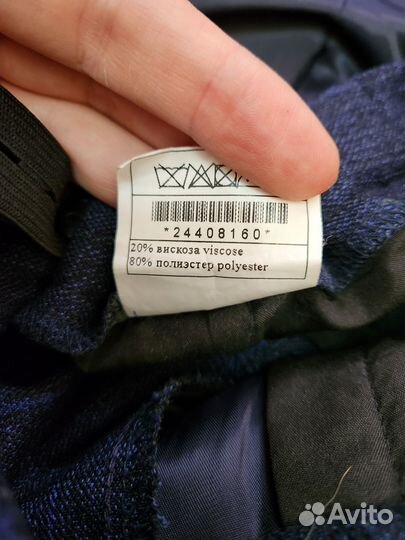 *24408160*
20% вискоза viscose
80% полиэстер polyester
Avito